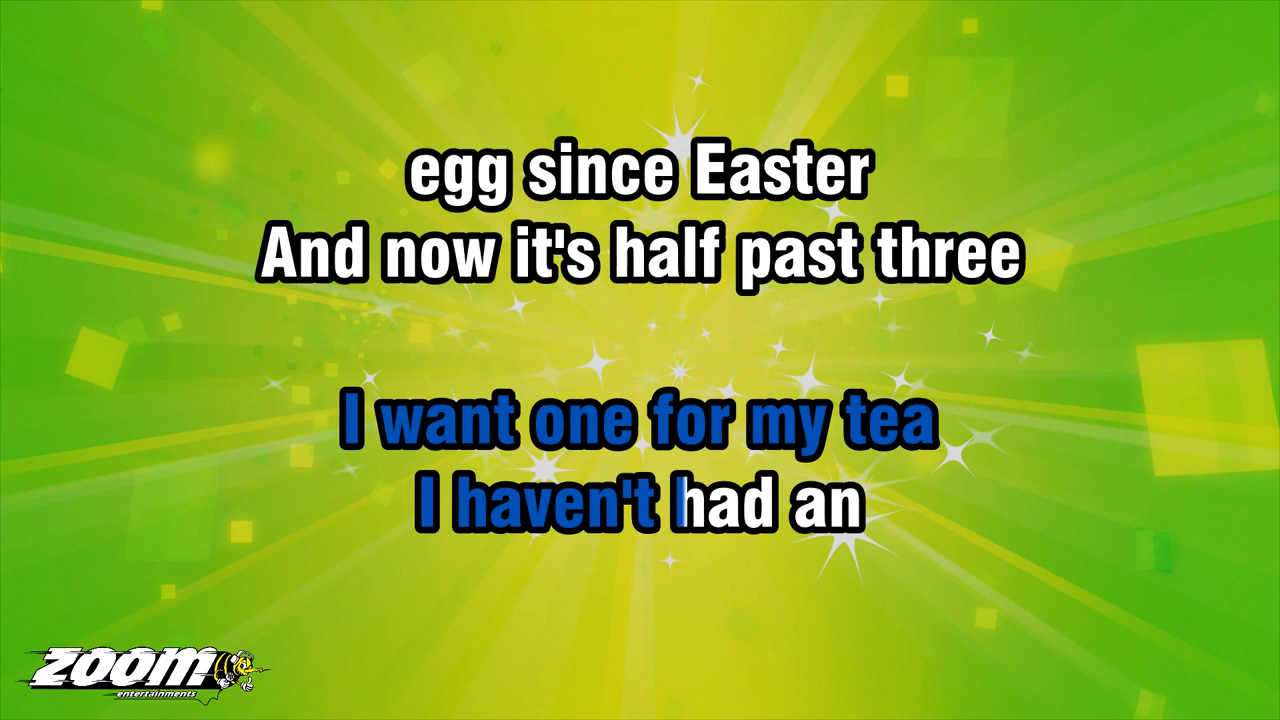 egg since Easter
And now it's half past three
I want one for my tea
I haven't had an
ZOOM
entertainments